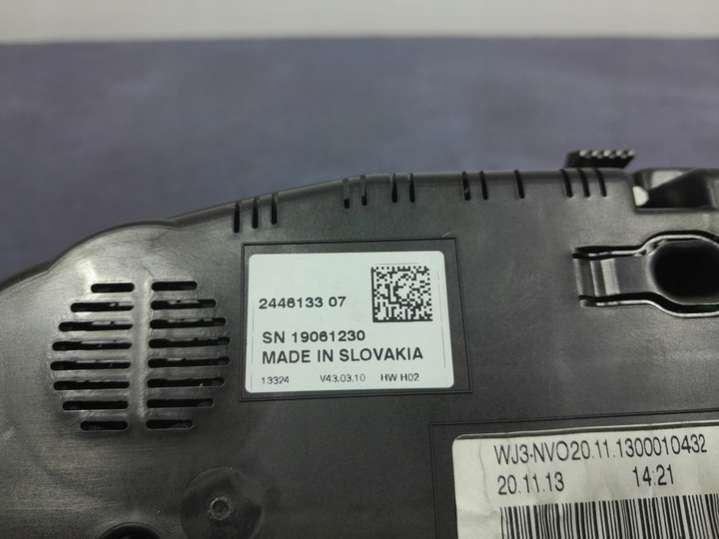 2446133 07
SN 19061230
MADE IN SLOVAKIA
13324 V43.03.10 HW H02
WJ3-NVO20.11.1300010432
20.11.13 14:21